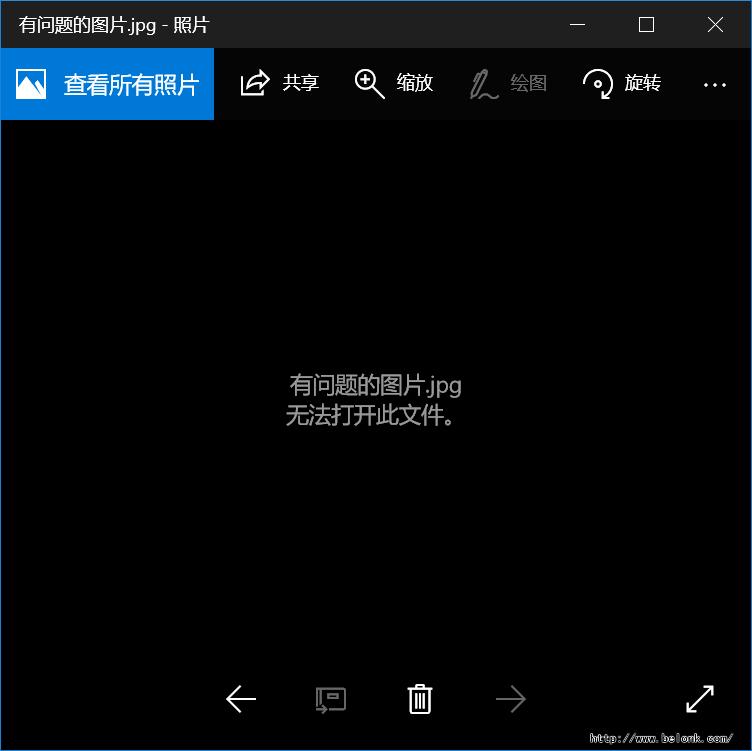 有问题的图片.jpg - 照片
查看所有照片 共享 缩放 绘图 旋转 ...
有问题的图片.jpg
无法打开此文件。
http://www.belonk.com/